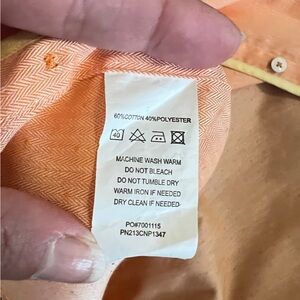 60%COTTON 40%POLYESTER
40
MACHINE WASH WARM
DO NOT BLEACH
DO NOT TUMBLE DRY
WARM IRON IF NEEDED
DRY CLEAN IF NEEDED
PO#7001115
PN213CNP1347